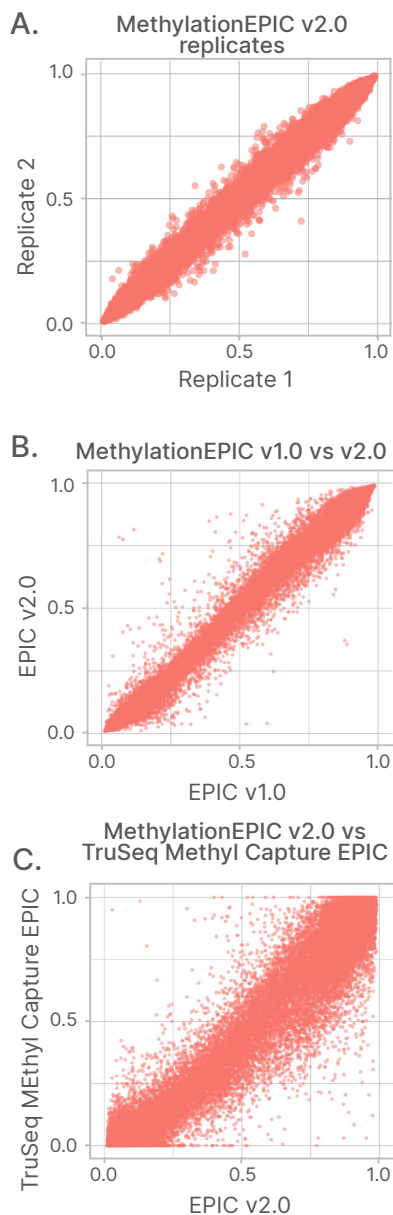 A.
MethylationEPIC v2.0
replicates
1.0
0.5
0.0
Replicate 2
0.0 0.5 1.0
Replicate 1
B.
MethylationEPIC v1.0 vs v2.0
1.0
0.5
0.0
EPIC v2.0
0.0 0.5 1.0
EPIC v1.0
C.
MethylationEPIC v2.0 vs
TruSeq Methyl Capture EPIC
1.0
0.5
0.0
TruSeq MEthyl Capture EPIC
0.0 0.5 1.0
EPIC v2.0